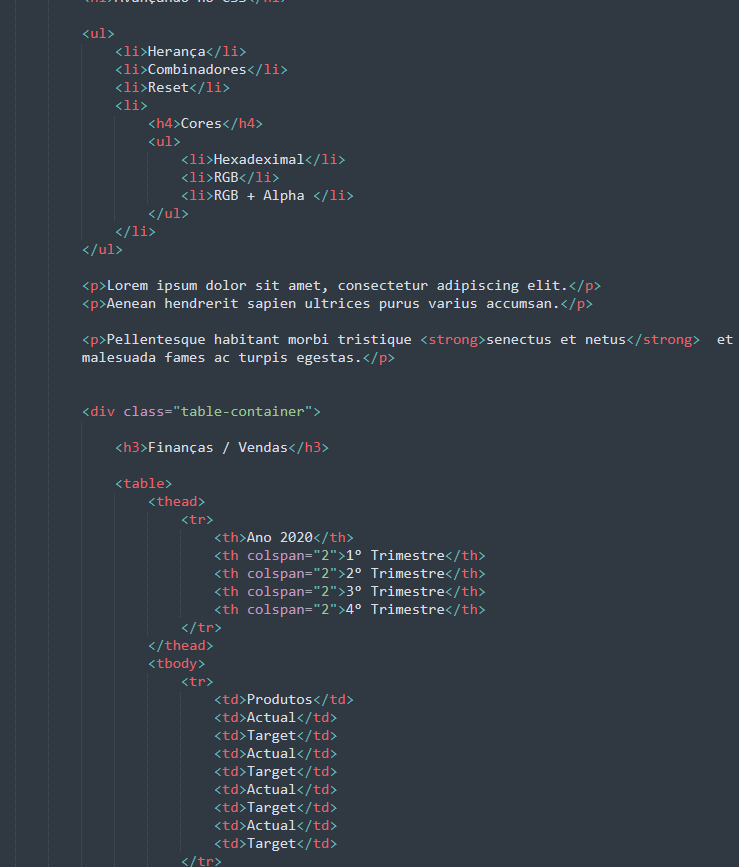 <h1>Avançando no CSS</h1>
<ul>
<li>Herança</li>
<li>Combinadores</li>
<li>Reset</li>
<li>
<h4>Cores</h4>
<ul>
<li>Hexadeximal</li>
<li>RGB</li>
<li>RGB + Alpha </li>
</ul>
</li>
</ul>
<p>Lorem ipsum dolor sit amet, consectetur adipiscing elit.</p>
<p>Aenean hendrerit sapien ultrices purus varius accumsan.</p>
<p>Pellentesque habitant morbi tristique <strong>senectus et netus</strong>  et
malesuada fames ac turpis egestas.</p>
<div class="table-container">
<h3>Finanças / Vendas</h3>
<table>
<thead>
<tr>
<th>Ano 2020</th>
<th colspan="2">1º Trimestre</th>
<th colspan="2">2º Trimestre</th>
<th colspan="2">3º Trimestre</th>
<th colspan="2">4º Trimestre</th>
</tr>
</thead>
<tbody>
<tr>
<td>Produtos</td>
<td>Actual</td>
<td>Target</td>
<td>Actual</td>
<td>Target</td>
<td>Actual</td>
<td>Target</td>
<td>Actual</td>
<td>Target</td>
</tr>